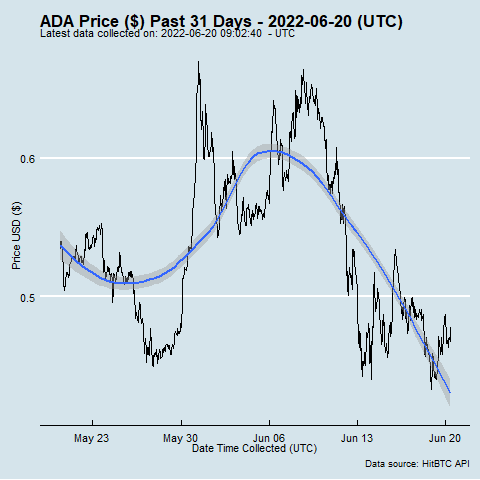 ADA Price ($) Past 31 Days - 2022-06-20 (UTC)
Latest data collected on: 2022-06-20 09:02:40 - UTC
0.6
0.5
Price USD ($)
May 23 May 30 Jun 06 Jun 13 Jun 20
Date Time Collected (UTC)
Data source: HitBTC API